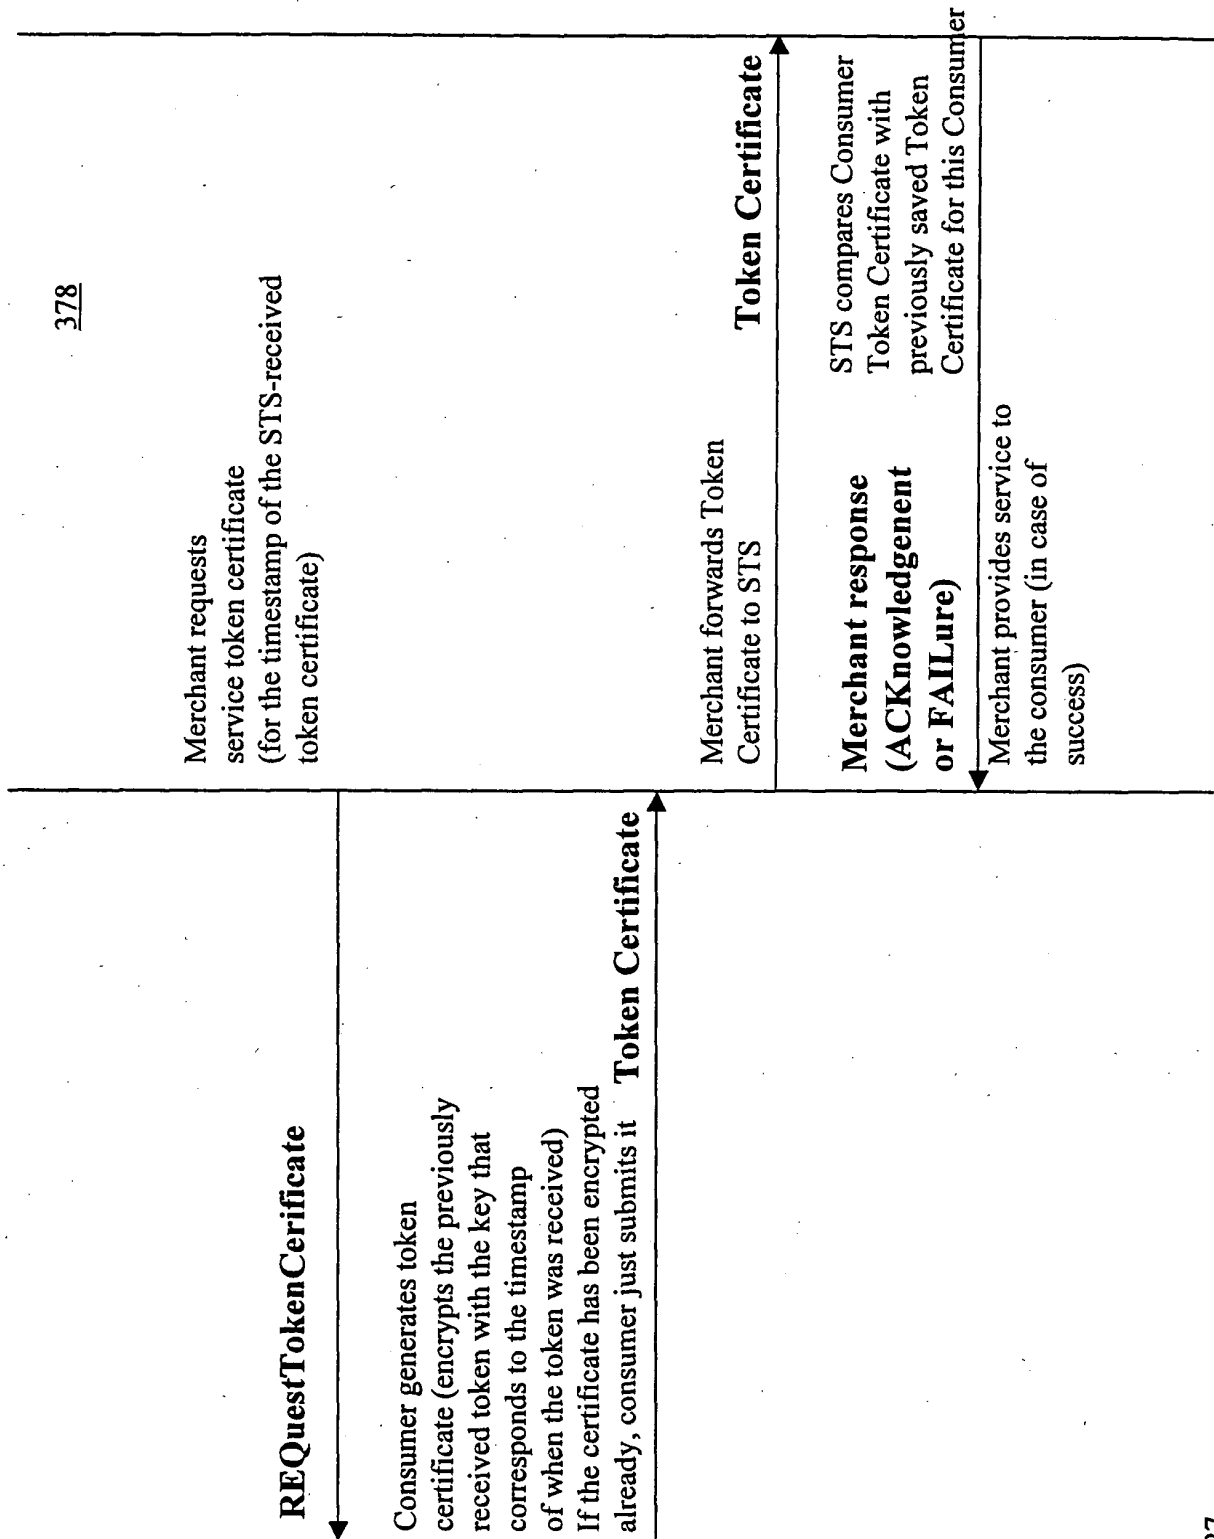 378
Merchant requests
service token certificate
(for the timestamp of the STS-received
token certificate)
REQuestTokenCerificate
Consumer generates token
certificate (encrypts the previously
received token with the key that
corresponds to the timestamp
of when the token was received)
If the certificate has been encrypted
already, consumer just submits it
Token Certificate
Merchant forwards Token
Certificate to STS
Token Certificate
STS compares Consumer
Token Certificate with
previously saved Token
Certificate for this Consumer
Merchant response
(ACKnowledgenent
or FAILure)
Merchant provides service to
the consumer (in case of
success)